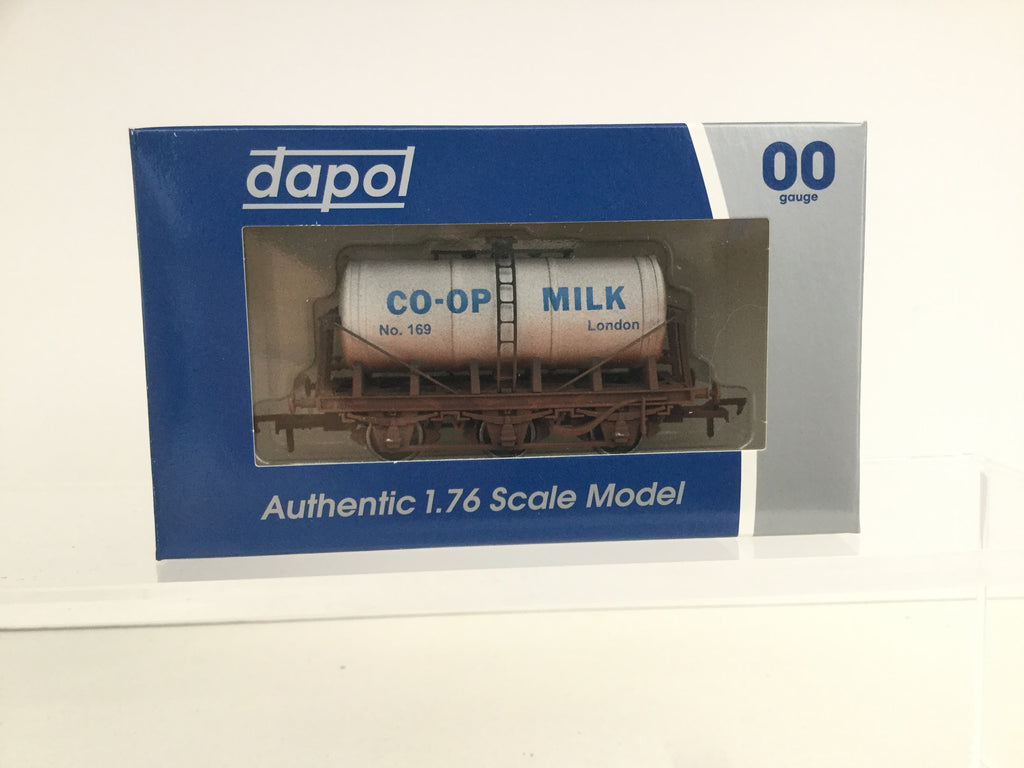 dapol
00
gauge
CO-OP MILK
No. 169 London
Authentic 1.76 Scale Model